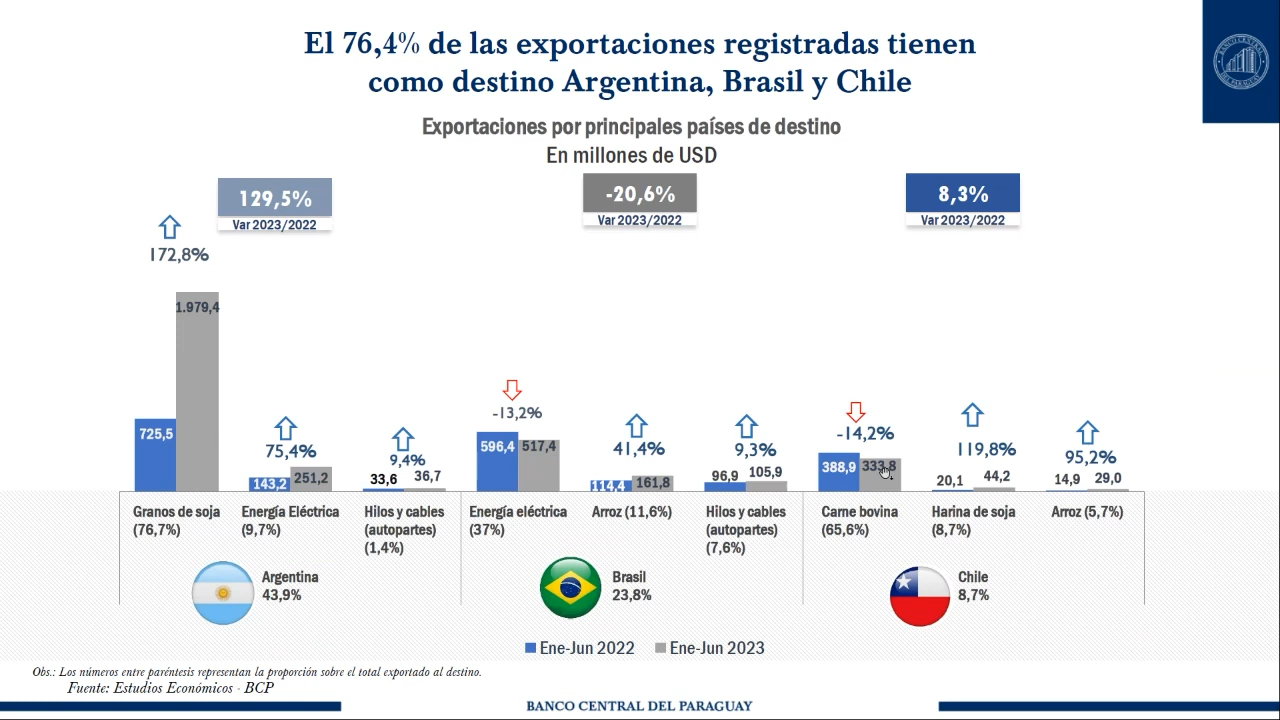 El 76,4% de las exportaciones registradas tienen
como destino Argentina, Brasil y Chile
BANCO CENTRAL
DEL PARAGUAY
Exportaciones por principales países de destino
En millones de USD
129,5%
Var 2023/2022
-20,6%
Var 2023/2022
8,3%
Var 2023/2022
172,8%
1.979,4
725,5
75,4%
143,2
251,2
9,4%
33,6
36,7
-13,2%
596,4
517,4
41,4%
114,4
161,8
9,3%
96,9
105,9
-14,2%
388,9
333,8
119,8%
20,1
44,2
95,2%
14,9
29,0
Granos de soja
(76,7%)
Energía Eléctrica
(9,7%)
Hilos y cables
(autopartes)
(1,4%)
Energía eléctrica
(37%)
Arroz (11,6%)
Hilos y cables
(autopartes)
(7,6%)
Carne bovina
(65,6%)
Harina de soja
(8,7%)
Arroz (5,7%)
Argentina
43,9%
Brasil
23,8%
Chile
8,7%
Ene-Jun 2022
Ene-Jun 2023
Obs.: Los números entre paréntesis representan la proporción sobre el total exportado al destino.
Fuente: Estudios Económicos - BCP
BANCO CENTRAL DEL PARAGUAY